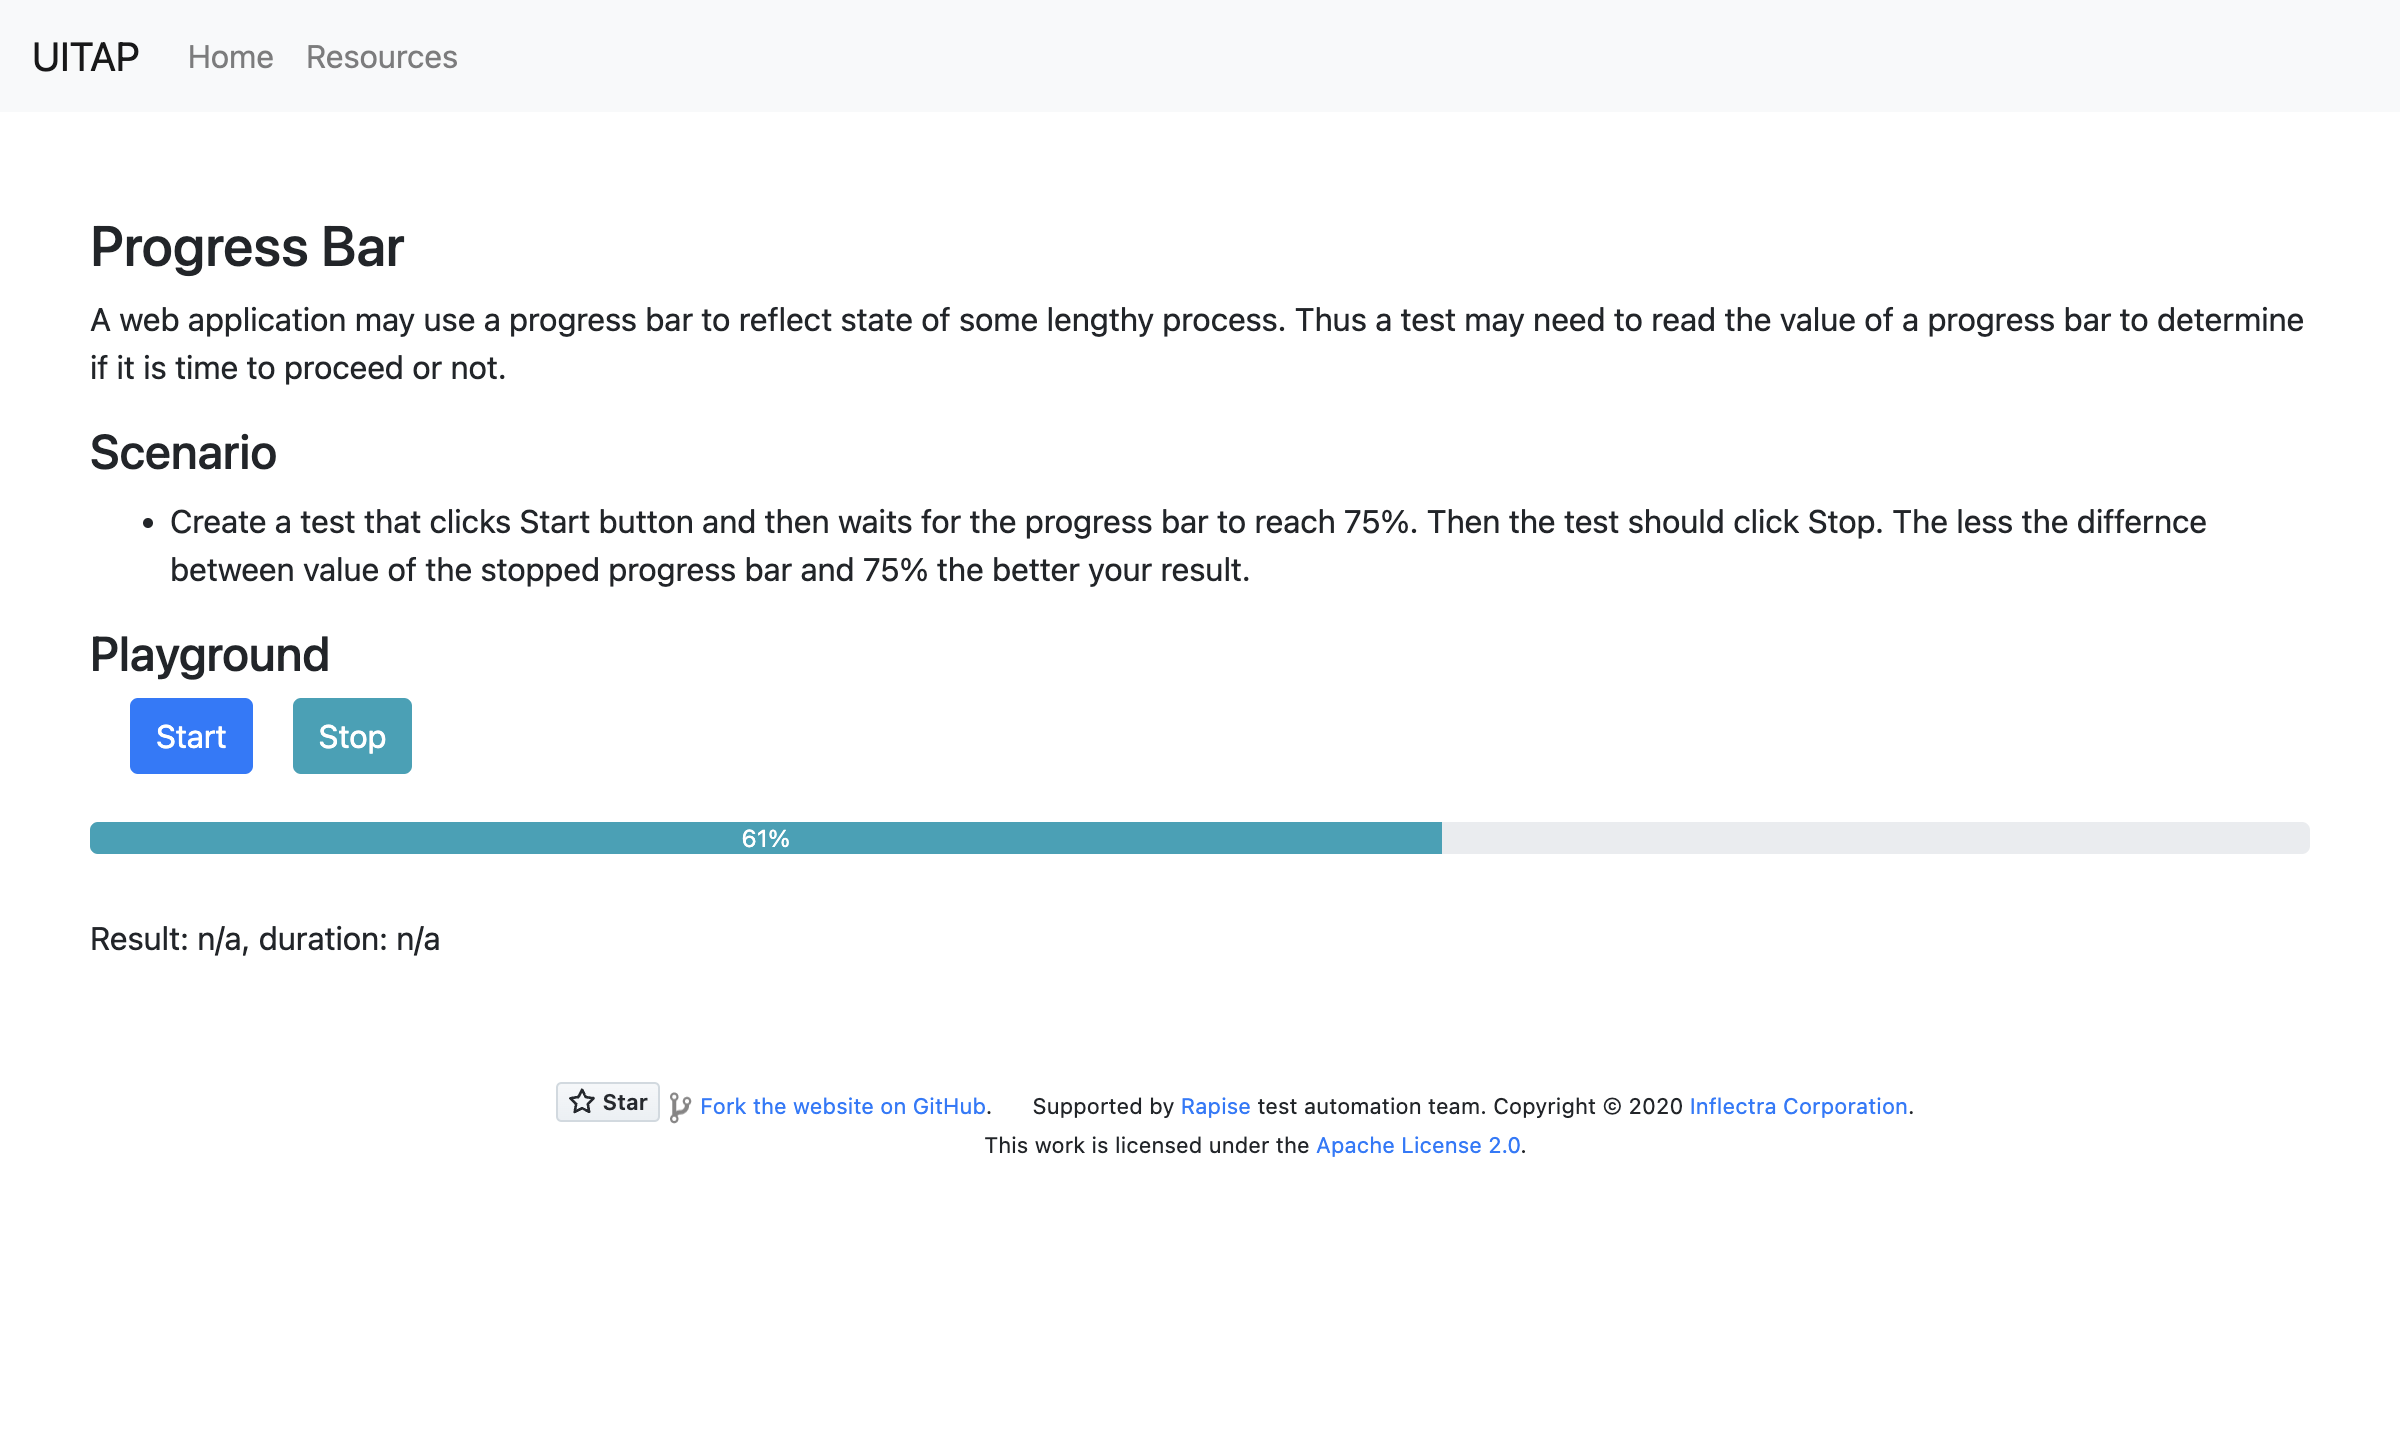 UITAP Home Resources
Progress Bar
A web application may use a progress bar to reflect state of some lengthy process. Thus a test may need to read the value of a progress bar to determine
if it is time to proceed or not.
Scenario
• Create a test that clicks Start button and then waits for the progress bar to reach 75%. Then the test should click Stop. The less the differnce
between value of the stopped progress bar and 75% the better your result.
Playground
Start Stop
61%
Result: n/a, duration: n/a
Star Fork the website on GitHub. Supported by Rapise test automation team. Copyright © 2020 Inflectra Corporation.
This work is licensed under the Apache License 2.0.